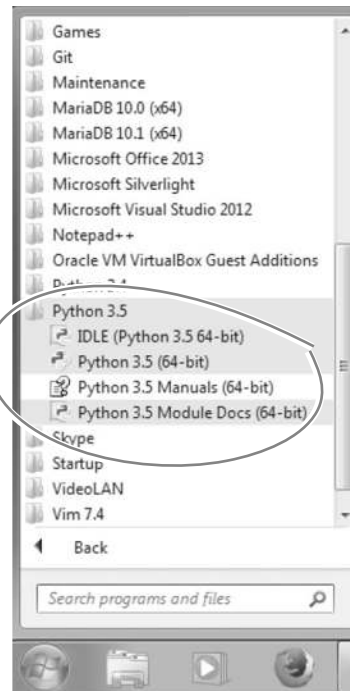 Games
Git
Maintenance
MariaDB 10.0 (x64)
MariaDB 10.1 (x64)
Microsoft Office 2013
Microsoft Silverlight
Microsoft Visual Studio 2012
Notepad++
Oracle VM VirtualBox Guest Additions
Python 3.4
Python 3.5
IDLE (Python 3.5 64-bit)
Python 3.5 (64-bit)
Python 3.5 Manuals (64-bit)
Python 3.5 Module Docs (64-bit)
Skype
Startup
VideoLAN
Vim 7.4
Back
Search programs and files